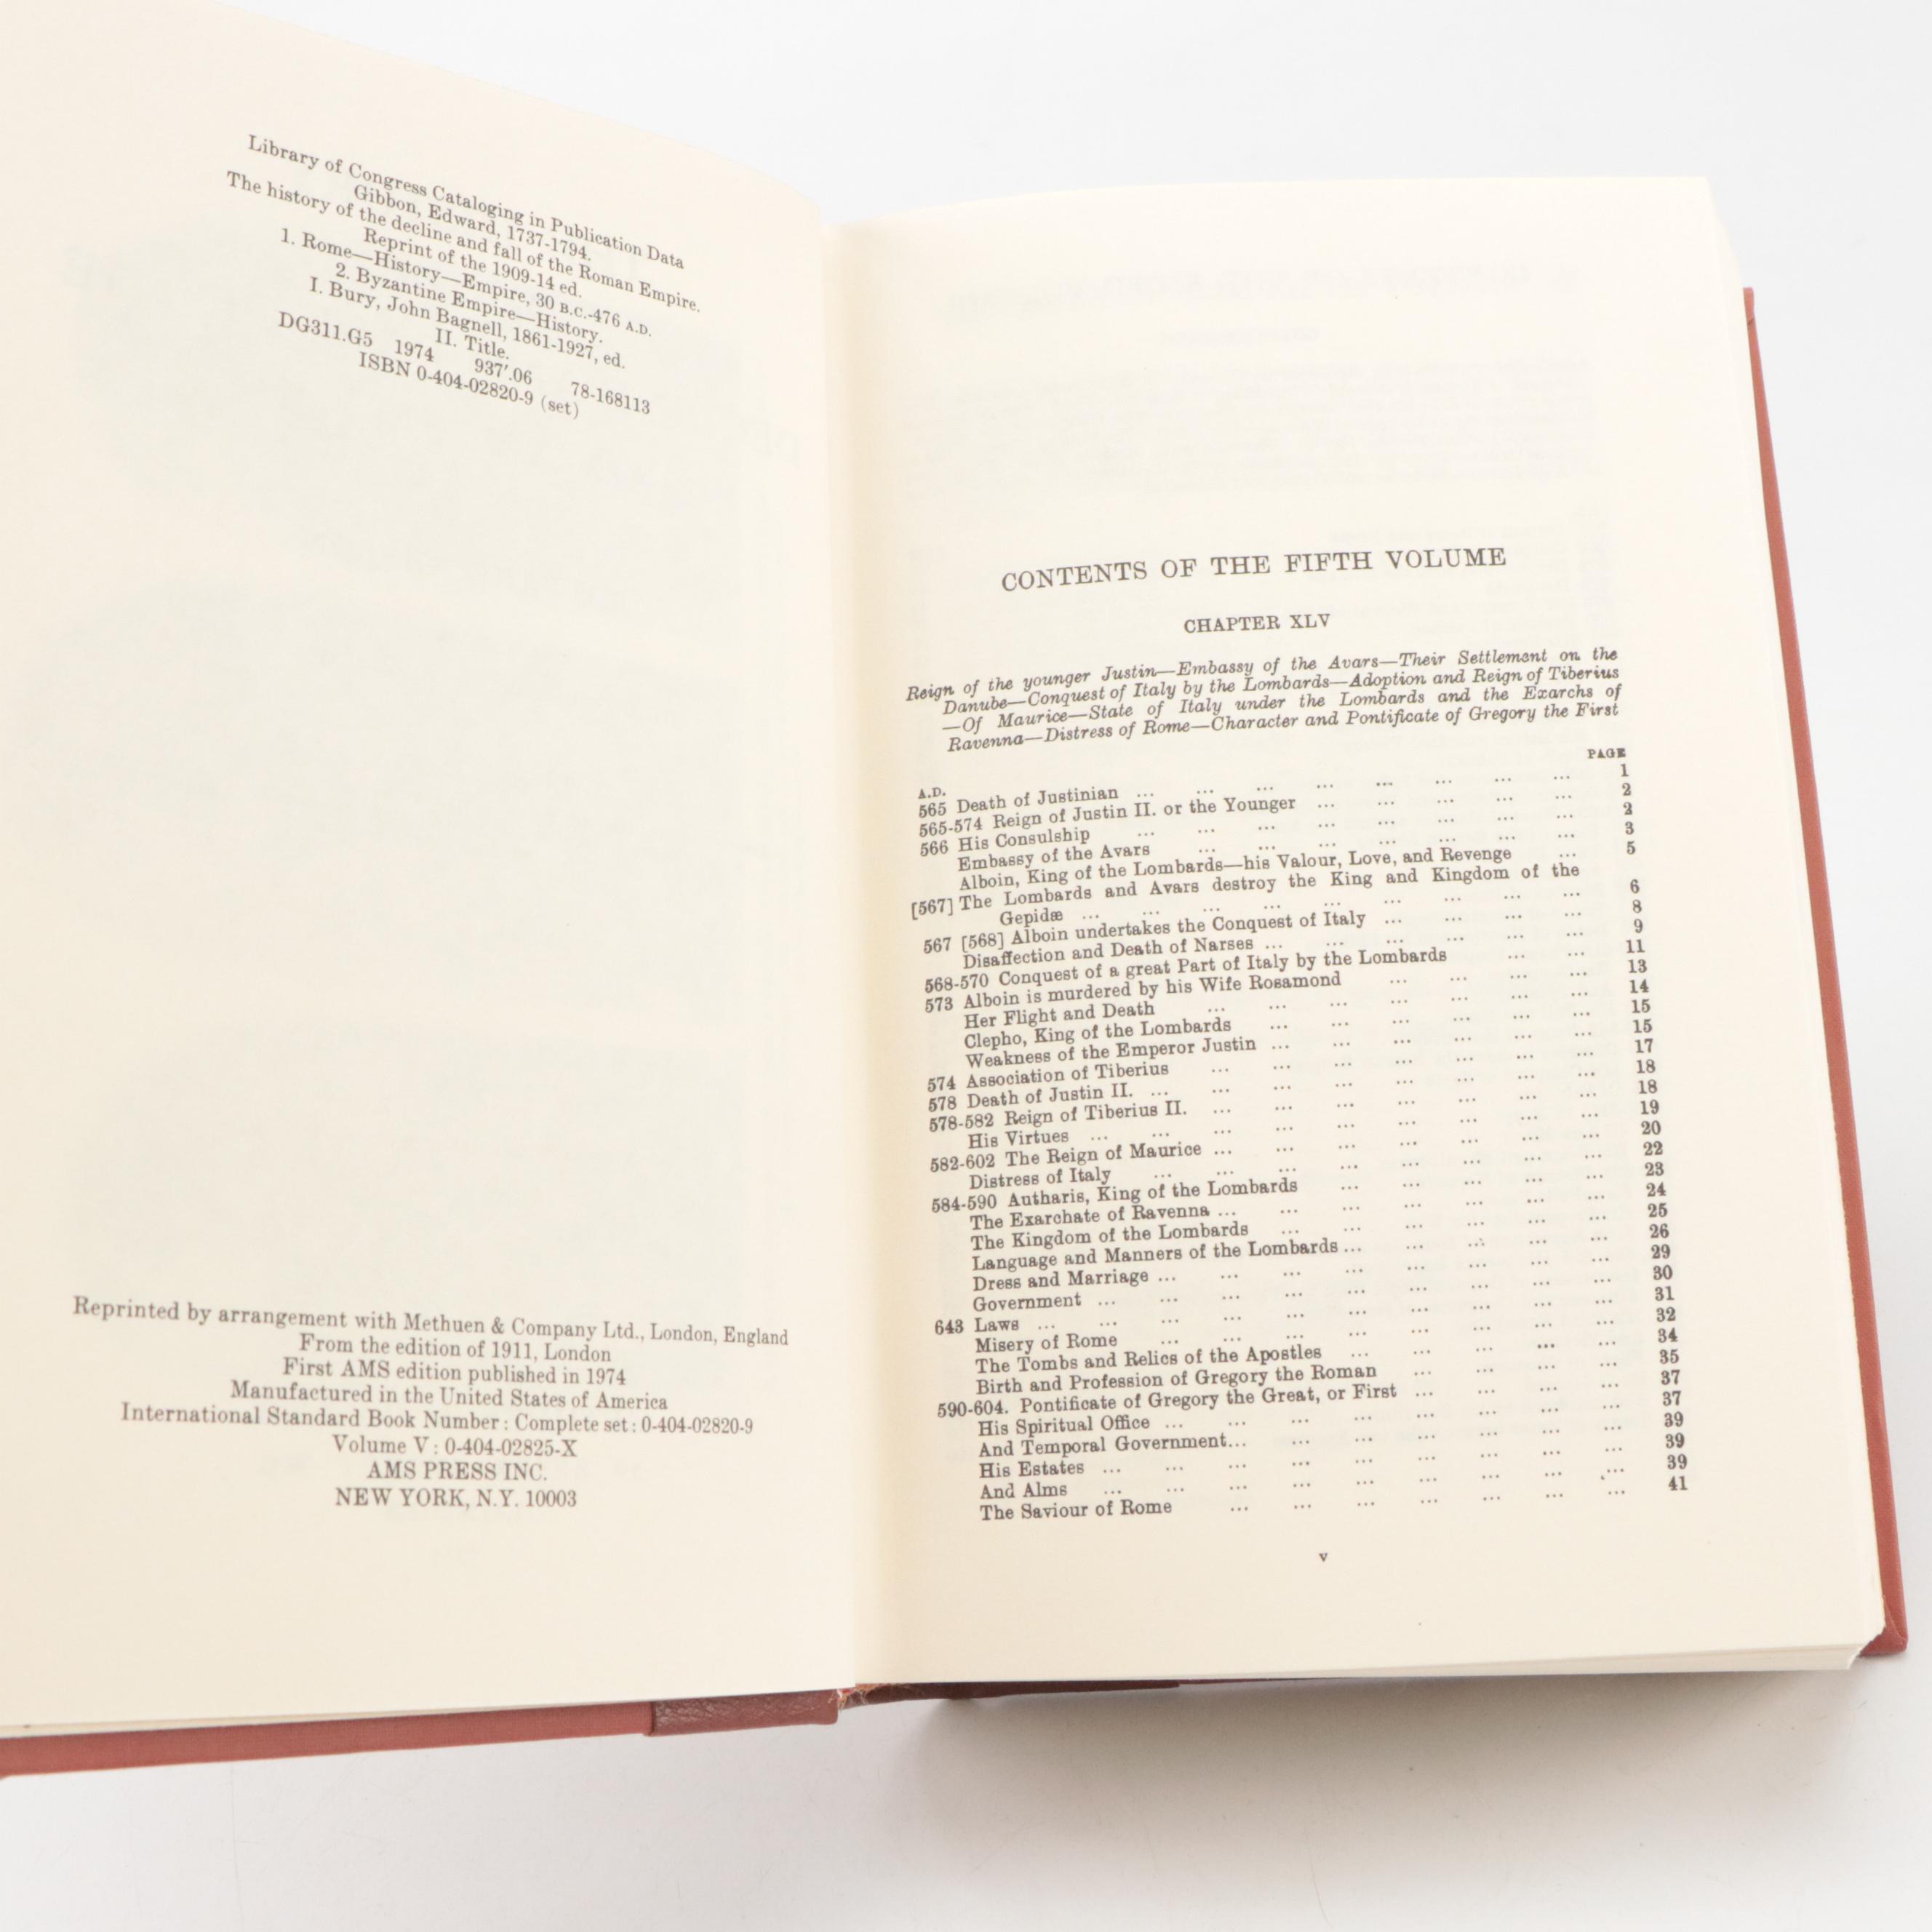 Library of Congress Cataloging in Publication Data
Gibbon, Edward, 1737-1794.
The history of the decline and fall of the Roman Empire.
Reprint of the 1909-14 ed.
1. Rome—History—Empire, 30 B.C.-476 A.D.
2. Byzantine Empire—History.
I. Bury, John Bagnell, 1861-1927, ed.
II. Title.
DG311.G5 1974 937′.06 78-168113
ISBN 0-404-02820-9 (set)
Reprinted by arrangement with Methuen & Company Ltd., London, England
From the edition of 1911, London
First AMS edition published in 1974
Manufactured in the United States of America
International Standard Book Number: Complete set: 0-404-02820-9
Volume V: 0-404-02825-X
AMS PRESS INC.
NEW YORK, N.Y. 10003
CONTENTS OF THE FIFTH VOLUME
CHAPTER XLV
Reign of the younger Justin—Embassy of the Avars—Their Settlement on the
Danube—Conquest of Italy by the Lombards—Adoption and Reign of Tiberius
—Of Maurice—State of Italy under the Lombards and the Exarchs of
Ravenna—Distress of Rome—Character and Pontificate of Gregory the First
A.D. PAGE
565 Death of Justinian ... 1
565-574 Reign of Justin II. or the Younger ... 2
566 His Consulship ... 2
Embassy of the Avars ... 3
Alboin, King of the Lombards—his Valour, Love, and Revenge ... 5
[567] The Lombards and Avars destroy the King and Kingdom of the
Gepidæ ... 6
567 [568] Alboin undertakes the Conquest of Italy ... 8
Disaffection and Death of Narses ... 9
568-570 Conquest of a great Part of Italy by the Lombards ... 11
573 Alboin is murdered by his Wife Rosamond ... 13
Her Flight and Death ... 14
Clepho, King of the Lombards ... 15
Weakness of the Emperor Justin ... 15
574 Association of Tiberius ... 17
578 Death of Justin II. ... 18
578-582 Reign of Tiberius II. ... 18
His Virtues ... 19
582-602 The Reign of Maurice ... 20
Distress of Italy ... 22
584-590 Autharis, King of the Lombards ... 23
The Exarchate of Ravenna ... 24
The Kingdom of the Lombards ... 25
Language and Manners of the Lombards ... 26
Dress and Marriage ... 29
Government ... 30
643 Laws ... 31
Misery of Rome ... 32
The Tombs and Relics of the Apostles ... 34
Birth and Profession of Gregory the Roman ... 35
590-604. Pontificate of Gregory the Great, or First ... 37
His Spiritual Office ... 37
And Temporal Government... 39
His Estates ... 39
And Alms ... 39
The Saviour of Rome ... 41
v